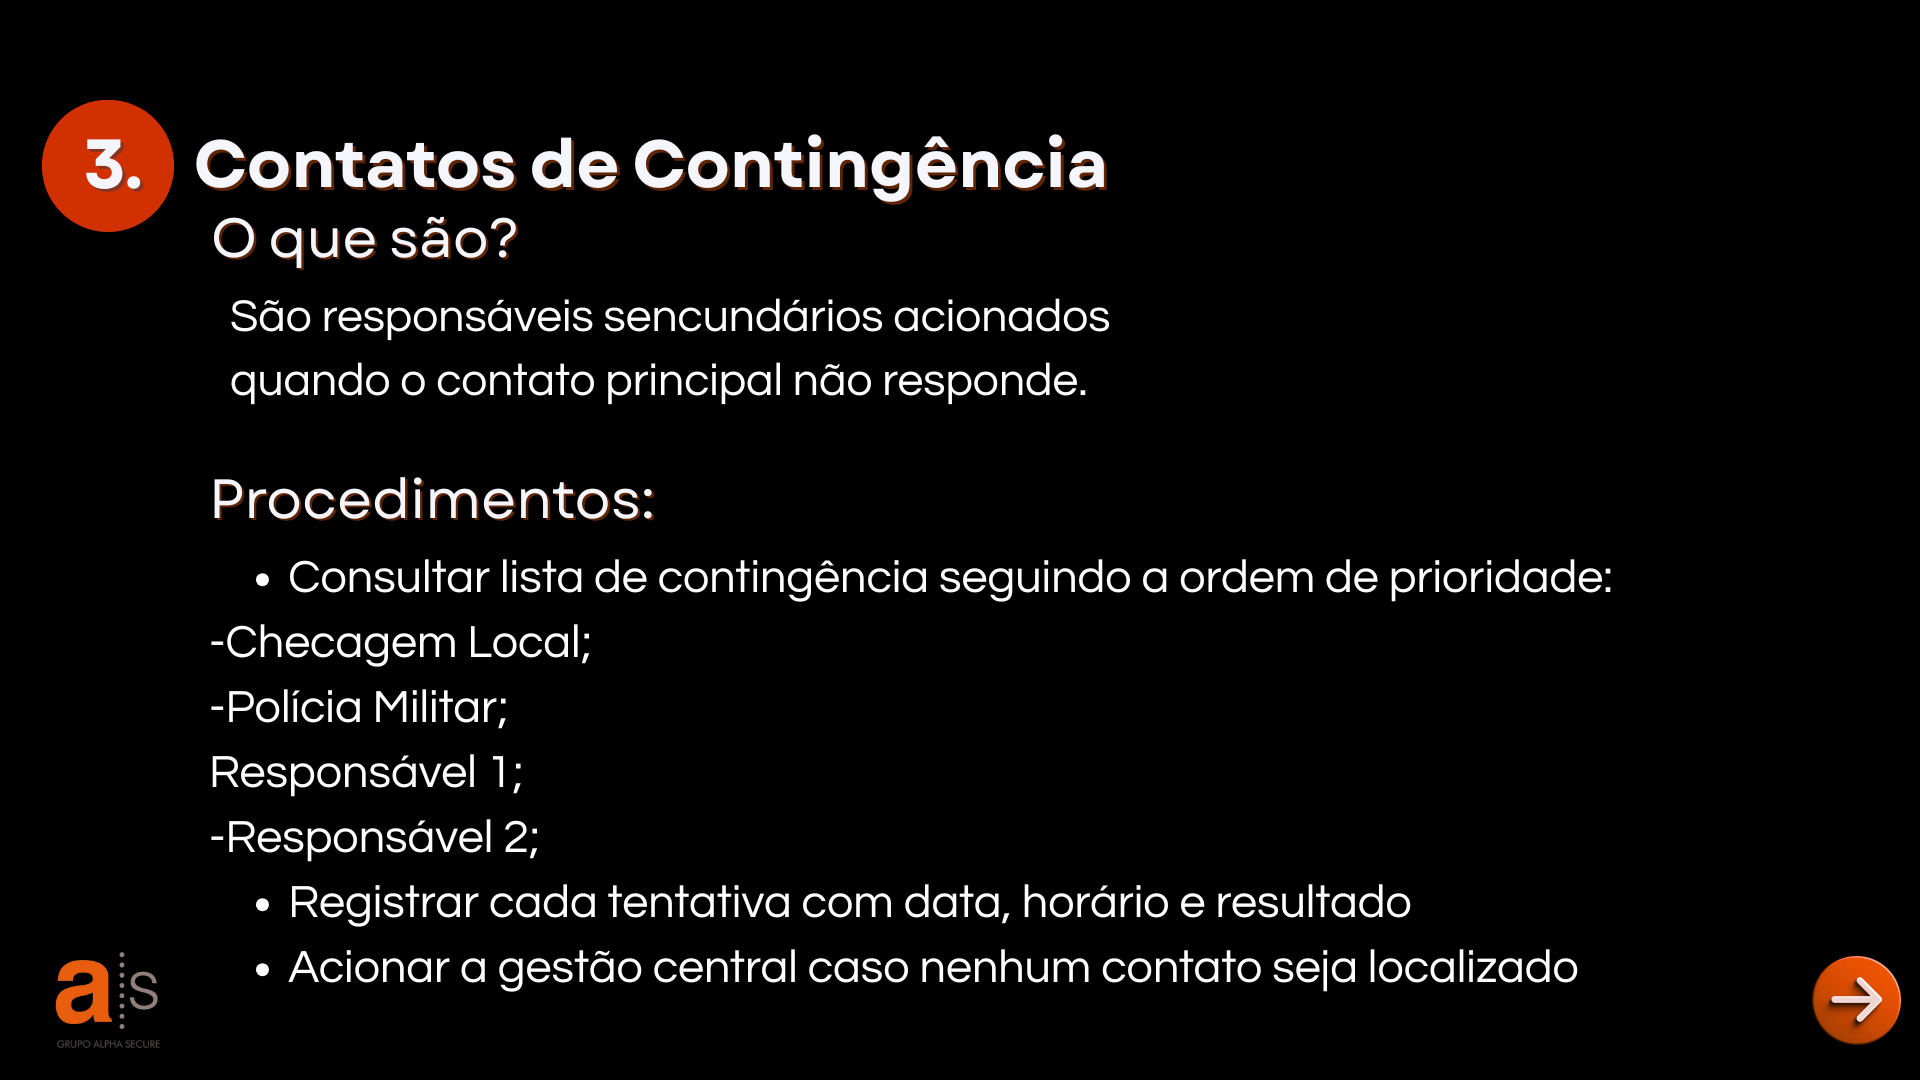 3. Contatos de Contingência
O que são?
São responsáveis sencundários acionados
quando o contato principal não responde.
Procedimentos:
• Consultar lista de contingência seguindo a ordem de prioridade:
-Checagem Local;
-Polícia Militar;
Responsável 1;
-Responsável 2;
• Registrar cada tentativa com data, horário e resultado
• Acionar a gestão central caso nenhum contato seja localizado
a s
GRUPO ALPHA SECURE